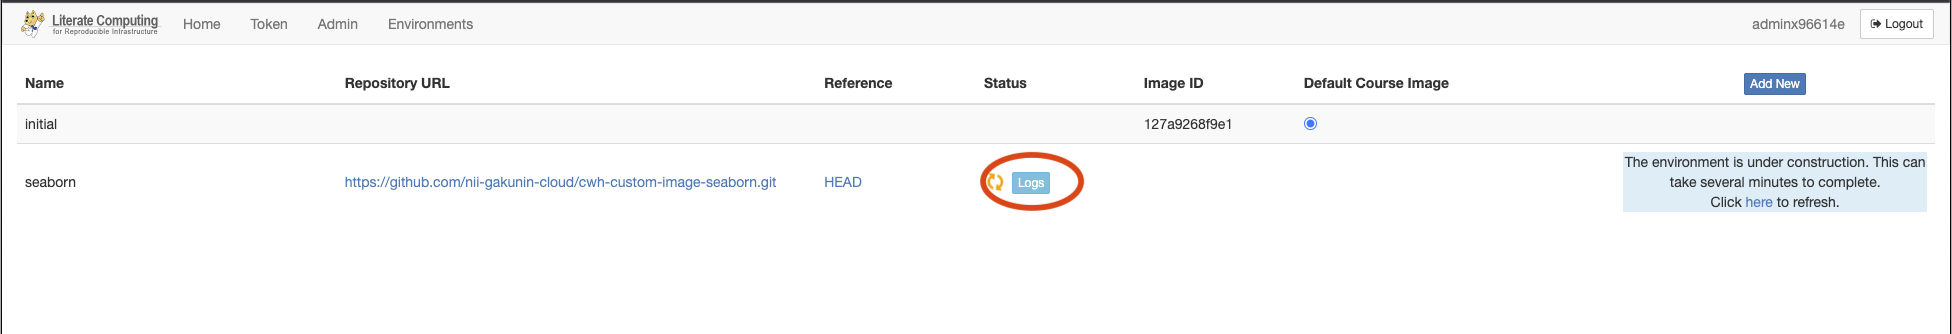 Literate Computing
for Reproducible Infrastructure
Home Token Admin Environments adminx96614e Logout
Name Repository URL Reference Status Image ID Default Course Image Add New
initial 127a9268f9e1
seaborn https://github.com/nii-gakunin-cloud/cwh-custom-image-seaborn.git HEAD Logs
The environment is under construction. This can
take several minutes to complete.
Click here to refresh.